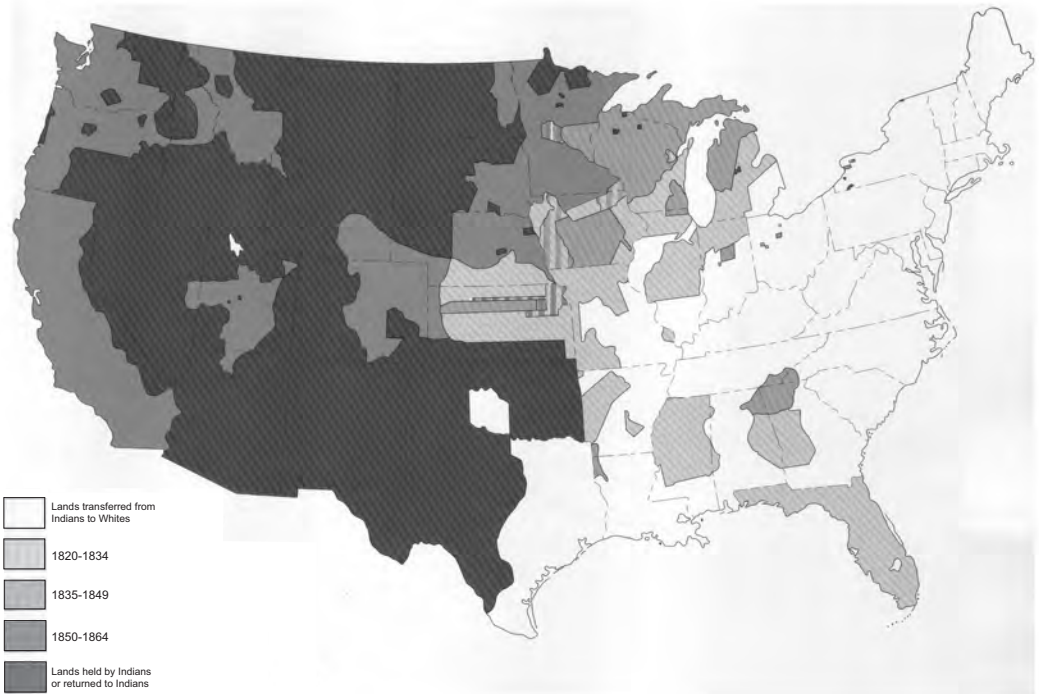 Lands transferred from
Indians to Whites
1820-1834
1835-1849
1850-1864
Lands held by Indians
or returned to Indians